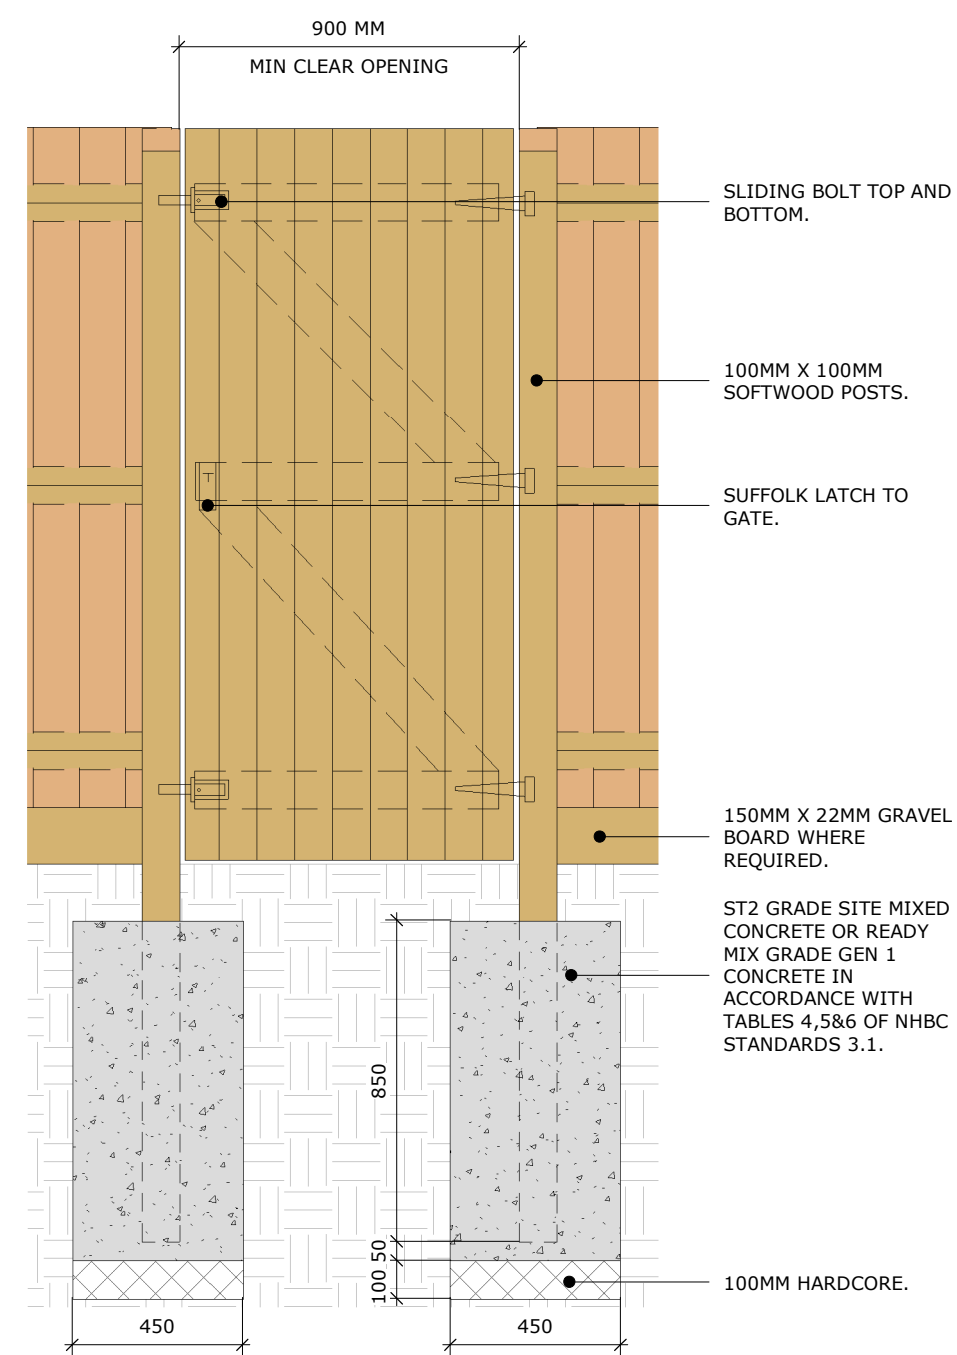 900 MM
MIN CLEAR OPENING
SLIDING BOLT TOP AND
BOTTOM.
100MM X 100MM
SOFTWOOD POSTS.
SUFFOLK LATCH TO
GATE.
150MM X 22MM GRAVEL
BOARD WHERE
REQUIRED.
ST2 GRADE SITE MIXED
CONCRETE OR READY
MIX GRADE GEN 1
CONCRETE IN
ACCORDANCE WITH
TABLES 4,5&6 OF NHBC
STANDARDS 3.1.
850
50
100
100MM HARDCORE.
450
450